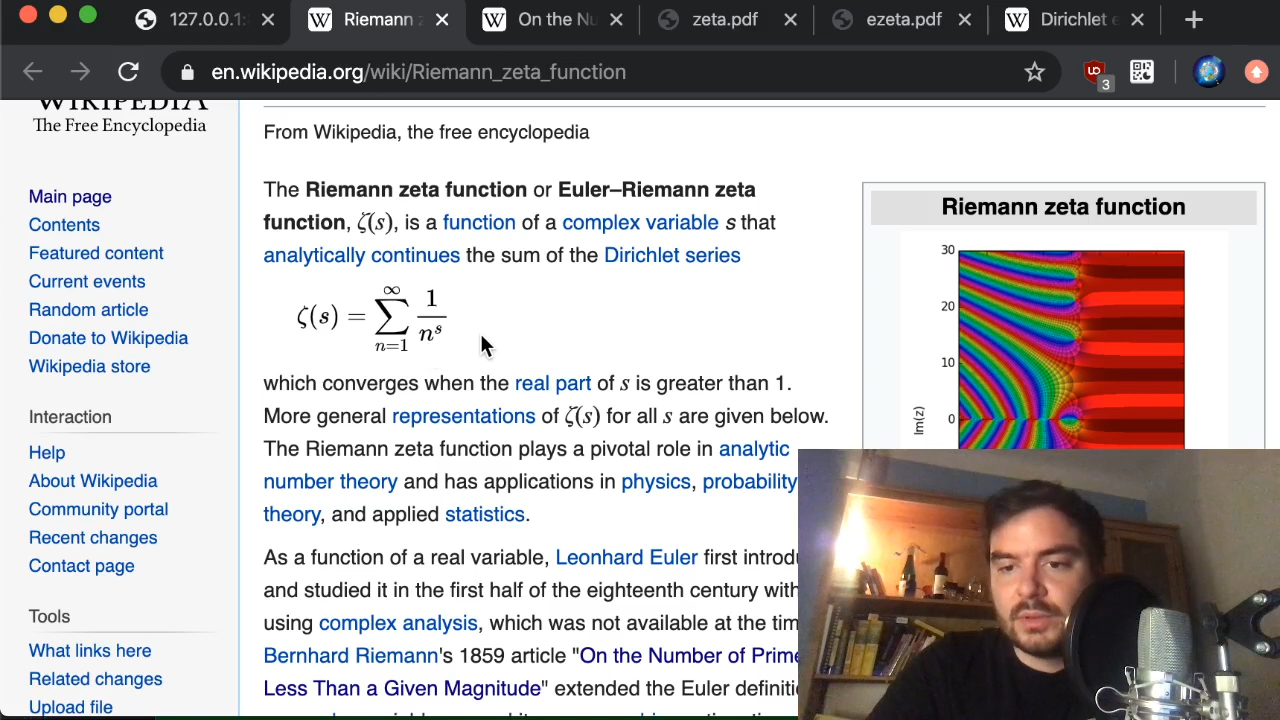 127.0.0.1:
Riemann z
On the Nu
zeta.pdf
ezeta.pdf
Dirichlet e
en.wikipedia.org/wiki/Riemann_zeta_function
3
WIKIPEDIA
The Free Encyclopedia
Main page
Contents
Featured content
Current events
Random article
Donate to Wikipedia
Wikipedia store
Interaction
Help
About Wikipedia
Community portal
Recent changes
Contact page
Tools
What links here
Related changes
Upload file
From Wikipedia, the free encyclopedia
The Riemann zeta function or Euler–Riemann zeta
function, ζ(s), is a function of a complex variable s that
analytically continues the sum of the Dirichlet series
ζ(s) = ∑_{n=1}^{∞} 1/n^s
which converges when the real part of s is greater than 1.
More general representations of ζ(s) for all s are given below.
The Riemann zeta function plays a pivotal role in analytic
number theory and has applications in physics, probability
theory, and applied statistics.
As a function of a real variable, Leonhard Euler first introdu
and studied it in the first half of the eighteenth century with
using complex analysis, which was not available at the tim
Bernhard Riemann's 1859 article "On the Number of Prime
Less Than a Given Magnitude" extended the Euler definiti
Riemann zeta function
30
20
10
0
Im(z)